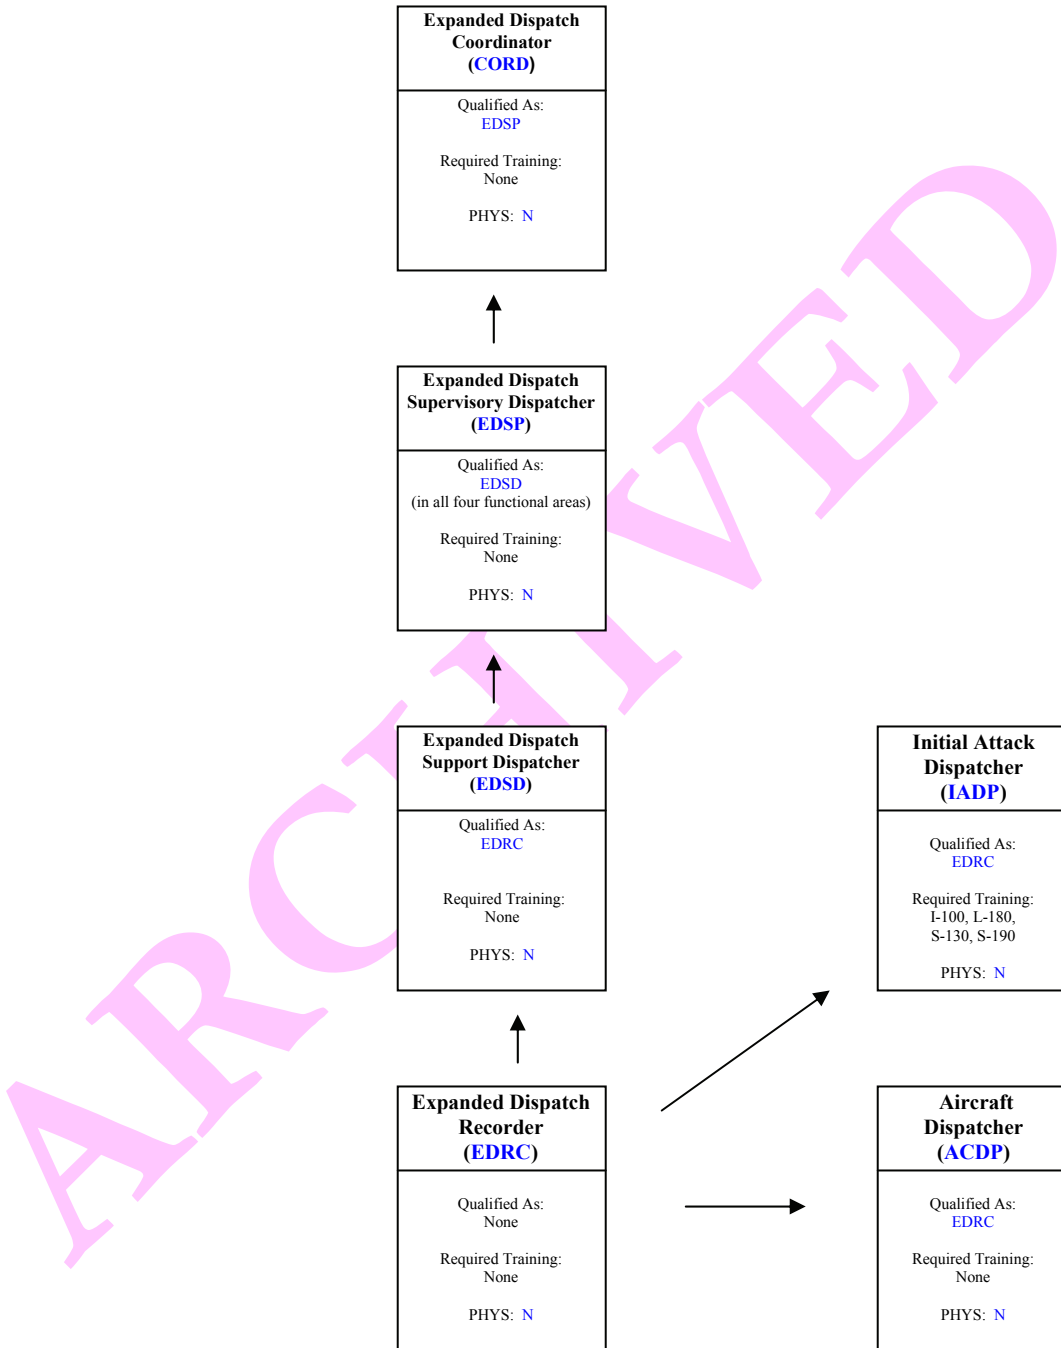 Expanded Dispatch
Coordinator
(CORD)
Qualified As:
EDSP
Required Training:
None
PHYS: N
Expanded Dispatch
Supervisory Dispatcher
(EDSP)
Qualified As:
EDSD
(in all four functional areas)
Required Training:
None
PHYS: N
Expanded Dispatch
Support Dispatcher
(EDSD)
Qualified As:
EDRC
Required Training:
None
PHYS: N
Initial Attack
Dispatcher
(IADP)
Qualified As:
EDRC
Required Training:
I-100, L-180,
S-130, S-190
PHYS: N
Expanded Dispatch
Recorder
(EDRC)
Qualified As:
None
Required Training:
None
PHYS: N
Aircraft
Dispatcher
(ACDP)
Qualified As:
EDRC
Required Training:
None
PHYS: N
ARCHIVED